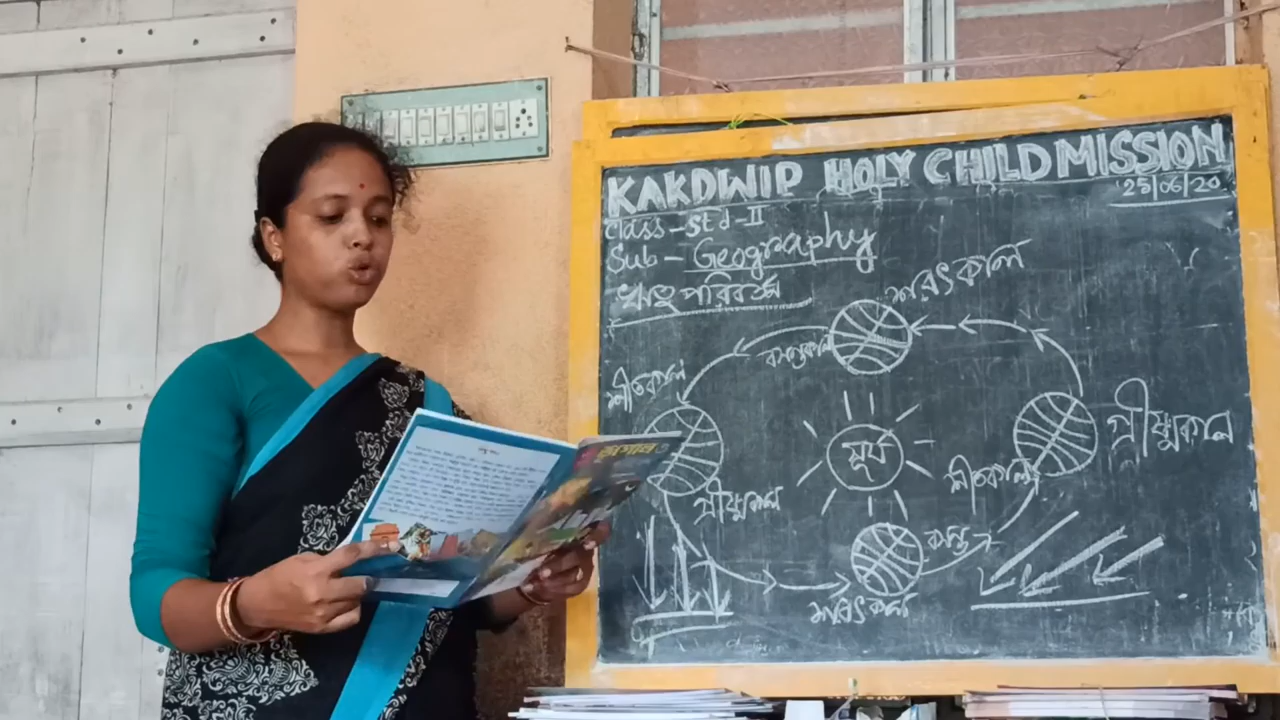 KAKDWIP HOLY CHILD MISSION
25/06/20
Class - Std - II
Sub - Geography
ঋতু পরিবর্তন
শরৎকাল
বসন্তকাল
শীতকাল
গ্রীষ্মকাল
সূর্য
শীতকাল
গ্রীষ্মকাল
বসন্ত
শরৎকাল
ভূগোল